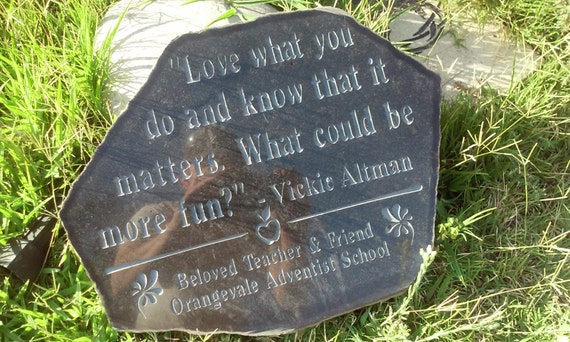 "Love what you
do and know that it
matters. What could be
more fun?" - Vickie Altman
Beloved Teacher & Friend
Orangevale Adventist School